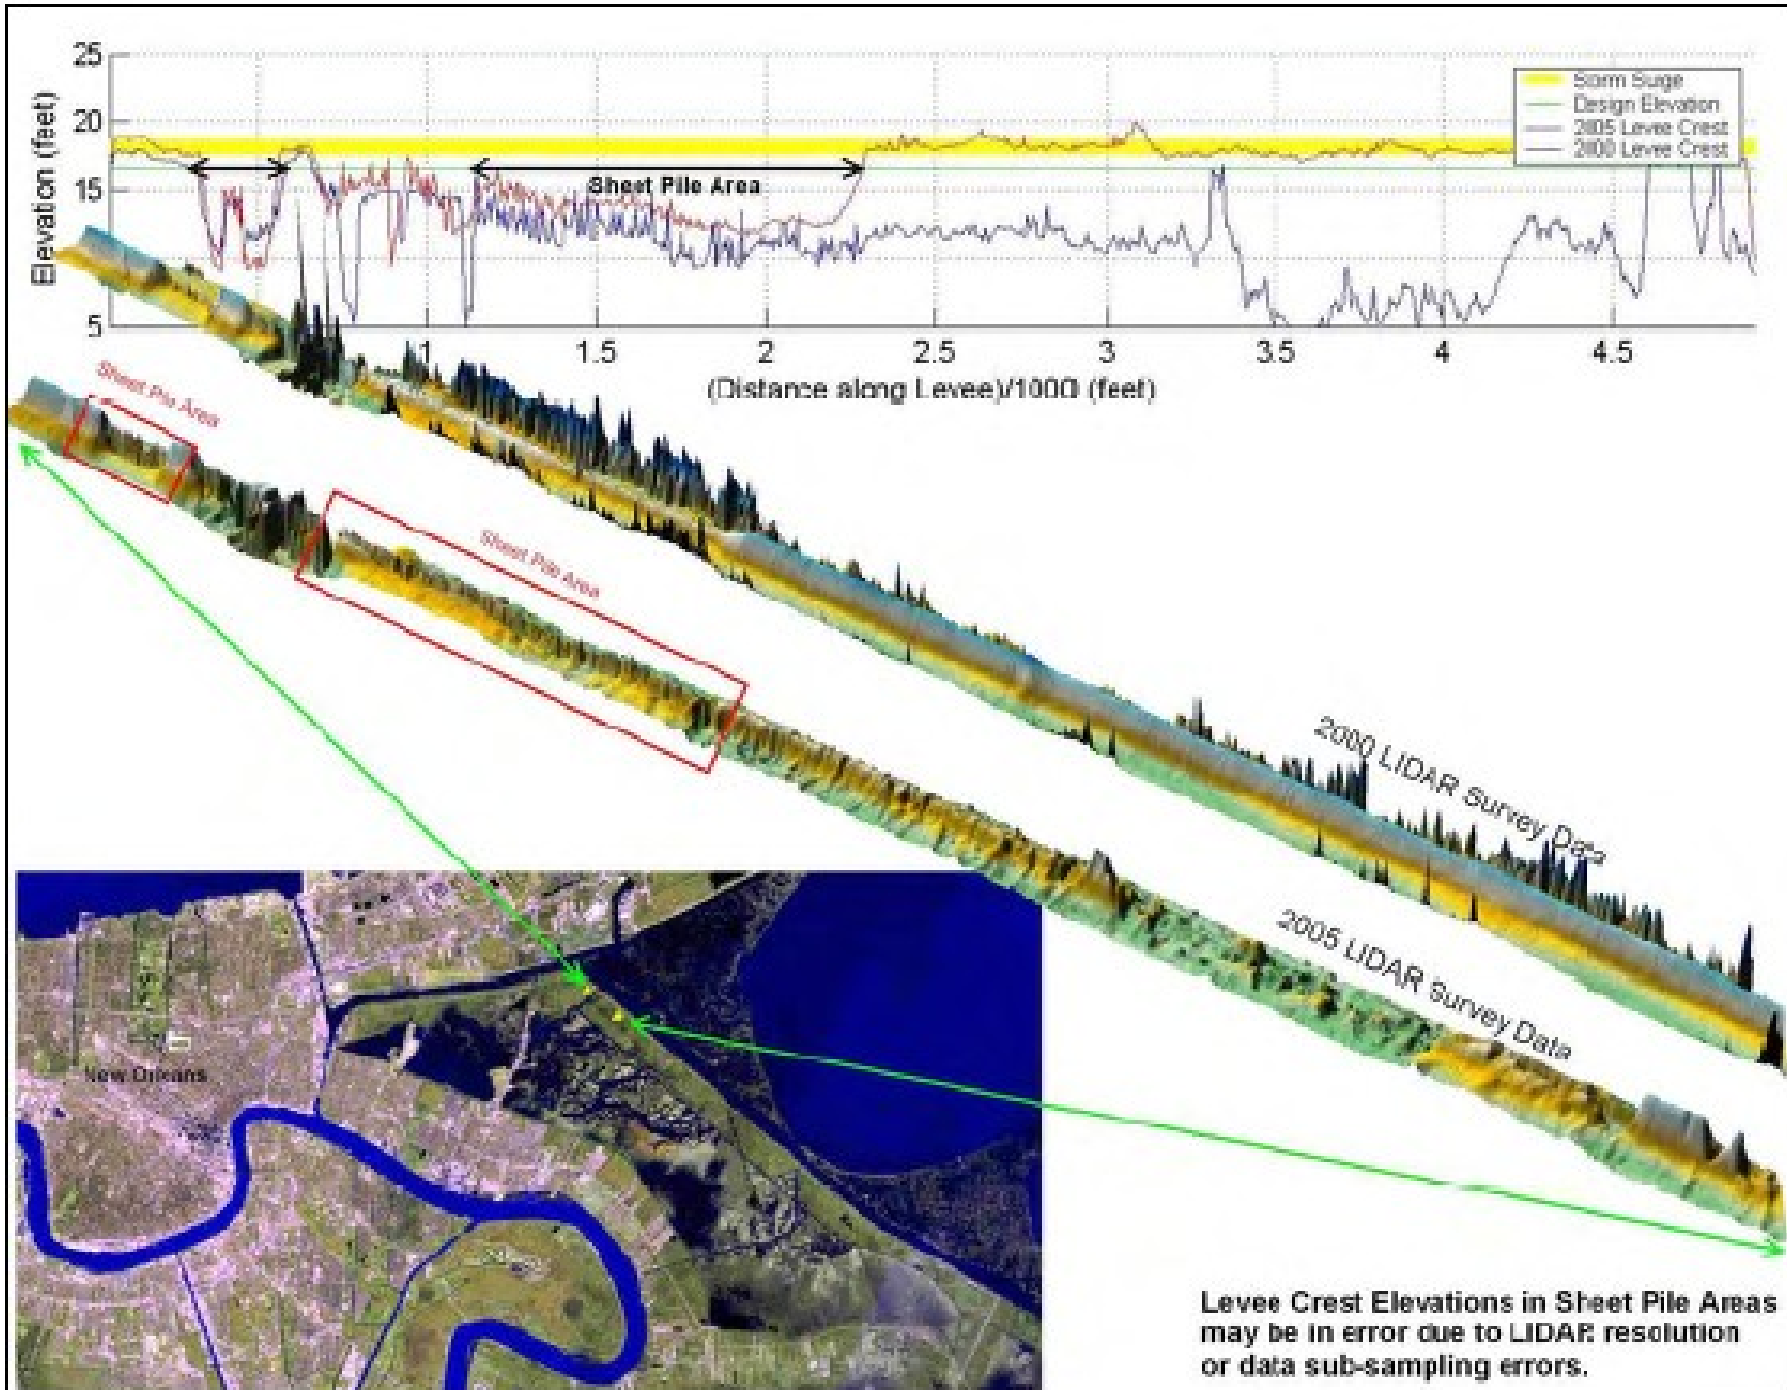 25
20
15
5
Elevation (feet)
Storm Surge
Design Elevation
2005 Levee Crest
2000 Levee Crest
Sheet Pile Area
1
1.5
2
2.5
3
3.5
4
4.5
(Distance along Levee)/1000 (feet)
Sheet Pile Area
Sheet Pile Area
2000 LIDAR Survey Data
2005 LIDAR Survey Data
New Orleans
Levee Crest Elevations in Sheet Pile Areas
may be in error due to LIDAR resolution
or data sub-sampling errors.